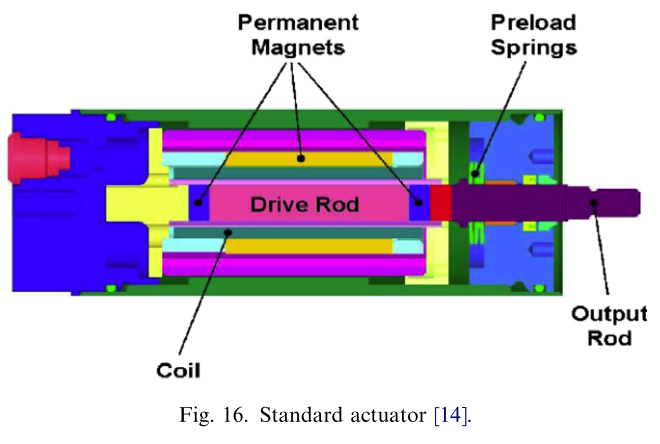 Permanent
Magnets
Preload
Springs
Drive Rod
Output
Rod
Coil
Fig. 16. Standard actuator [14].